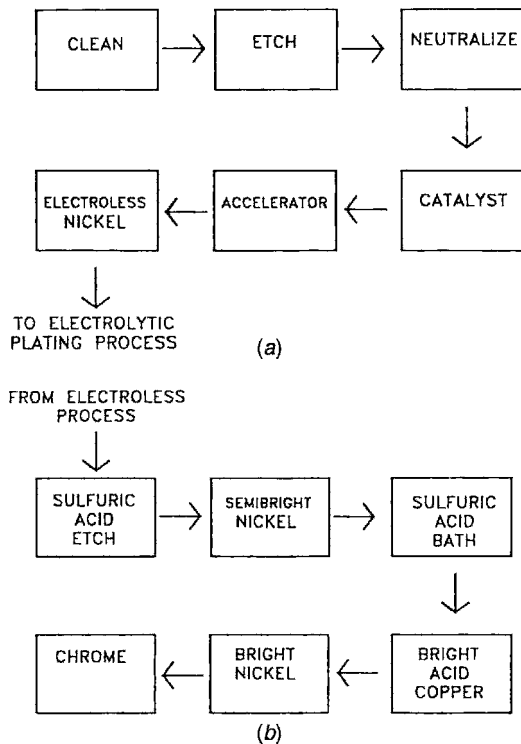 CLEAN
ETCH
NEUTRALIZE
CATALYST
ACCELERATOR
ELECTROLESS
NICKEL
TO ELECTROLYTIC
PLATING PROCESS
(a)
FROM ELECTROLESS
PROCESS
SULFURIC
ACID
ETCH
SEMIBRIGHT
NICKEL
SULFURIC
ACID
BATH
BRIGHT
ACID
COPPER
BRIGHT
NICKEL
CHROME
(b)